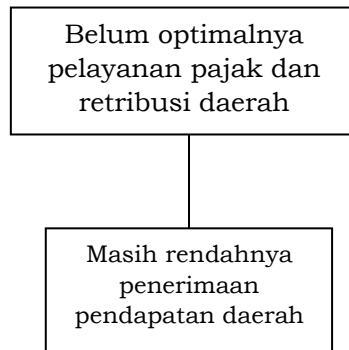 Belum optimalnya
pelayanan pajak dan
retribusi daerah
Masih rendahnya
penerimaan
pendapatan daerah